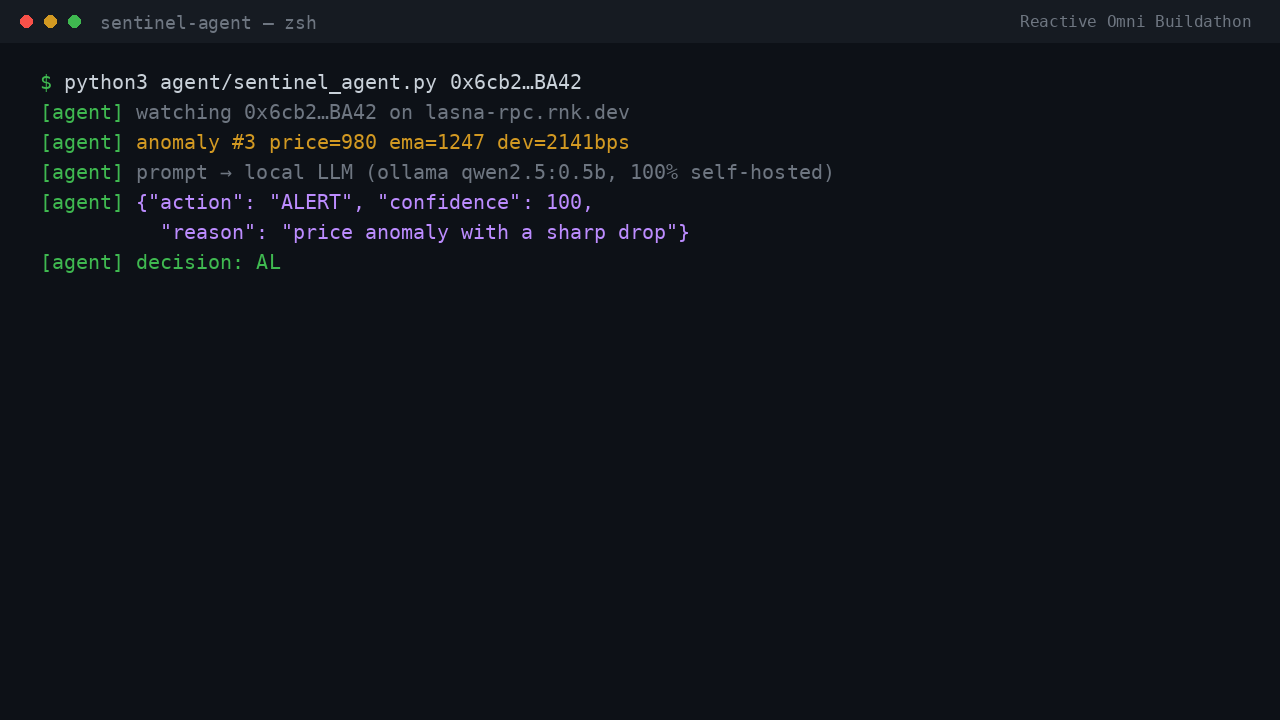 sentinel-agent — zsh
Reactive Omni Buildathon
$ python3 agent/sentinel_agent.py 0x6cb2…BA42
[agent] watching 0x6cb2…BA42 on lasna-rpc.rnk.dev
[agent] anomaly #3 price=980 ema=1247 dev=2141bps
[agent] prompt → local LLM (ollama qwen2.5:0.5b, 100% self-hosted)
[agent] {"action": "ALERT", "confidence": 100,
"reason": "price anomaly with a sharp drop"}
[agent] decision: AL